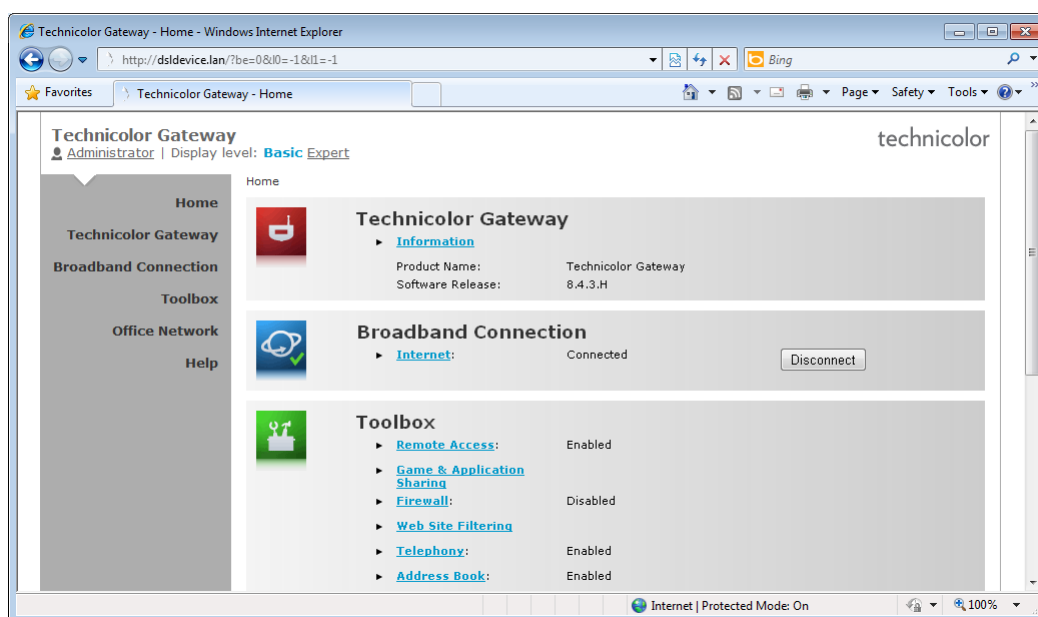 Technicolor Gateway - Home - Windows Internet Explorer
http://dsldevice.lan/?be=0&l0=-1&l1=-1
Bing
Favorites
Technicolor Gateway - Home
Page
Safety
Tools
Technicolor Gateway
technicolor
Administrator | Display level: Basic Expert
Home
Home
Technicolor Gateway
Broadband Connection
Toolbox
Office Network
Help
Technicolor Gateway
Information
Product Name: Technicolor Gateway
Software Release: 8.4.3.H
Broadband Connection
Internet: Connected
Disconnect
Toolbox
Remote Access: Enabled
Game & Application
Sharing
Firewall: Disabled
Web Site Filtering
Telephony: Enabled
Address Book: Enabled
Internet | Protected Mode: On
100%